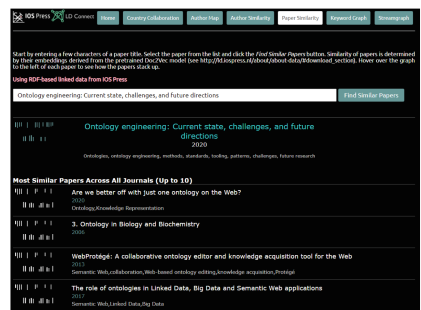 IOS Press LD Connect Home Country Collaboration Author Map Author Similarity Paper Similarity Keyword Graph Streamgraph
Start by entering a few characters of a paper title. Select the paper from the list and click the Find Similar Papers button. Similarity of papers is determined
by their embeddings derived from the pretrained Doc2Vec model (see http://ld.iospress.nl/about/about-data/#download_section). Hover over the graph
to the left of each paper to see how the papers stack up.
Using RDF-based linked data from IOS Press
Ontology engineering: Current state, challenges, and future directions Find Similar Papers
Ontology engineering: Current state, challenges, and future
directions
2020
Ontologies, ontology engineering, methods, standards, tooling, patterns, challenges, future research
Most Similar Papers Across All Journals (Up to 10)
Are we better off with just one ontology on the Web?
2020
Ontology,Knowledge Representation
3. Ontology in Biology and Biochemistry
2006
WebProtégé: A collaborative ontology editor and knowledge acquisition tool for the Web
2013
Semantic Web,collaboration,Web-based ontology editing,knowledge acquisition,Protégé
The role of ontologies in Linked Data, Big Data and Semantic Web applications
2017
Semantic Web,Linked Data,Big Data